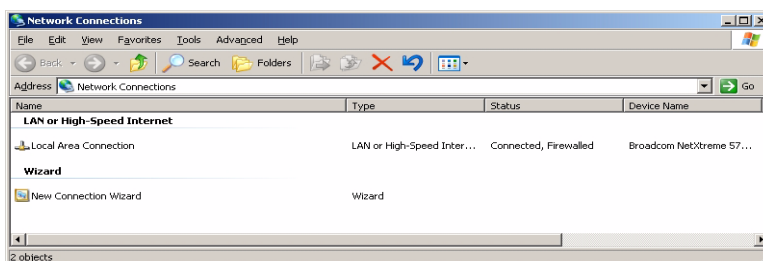 Network Connections
File Edit View Favorites Tools Advanced Help
Back Search Folders
Address Network Connections Go
Name Type Status Device Name
LAN or High-Speed Internet
Local Area Connection LAN or High-Speed Inter... Connected, Firewalled Broadcom NetXtreme 57...
Wizard
New Connection Wizard Wizard
2 objects